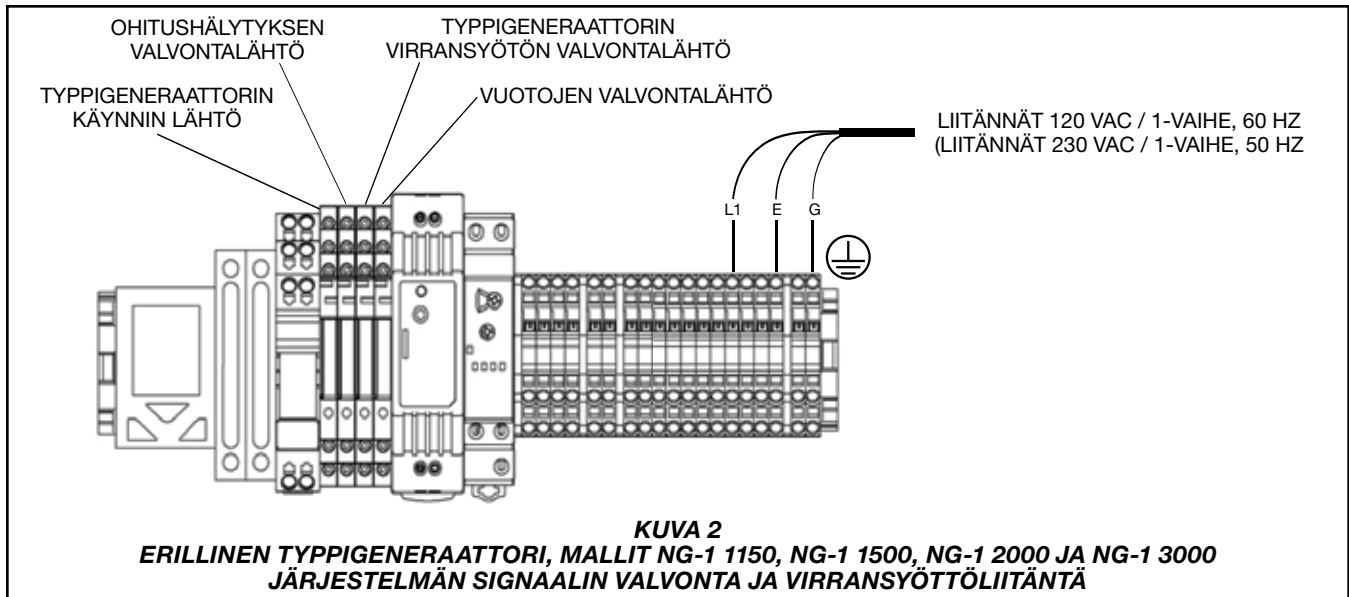 OHITUSHÄLYTYKSEN
VALVONTALÄHTÖ
TYPPIGENERAATTORIN
VIRRANSYÖTÖN VALVONTALÄHTÖ
TYPPIGENERAATTORIN
KÄYNNIN LÄHTÖ
VUOTOJEN VALVONTALÄHTÖ
LIITÄNNÄT 120 VAC / 1-VAIHE, 60 HZ
(LIITÄNNÄT 230 VAC / 1-VAIHE, 50 HZ
L1 E G
KUVA 2
ERILLINEN TYPPIGENERAATTORI, MALLIT NG-1 1150, NG-1 1500, NG-1 2000 JA NG-1 3000
JÄRJESTELMÄN SIGNAALIN VALVONTA JA VIRRANSYÖTTÖLIITÄNTÄ